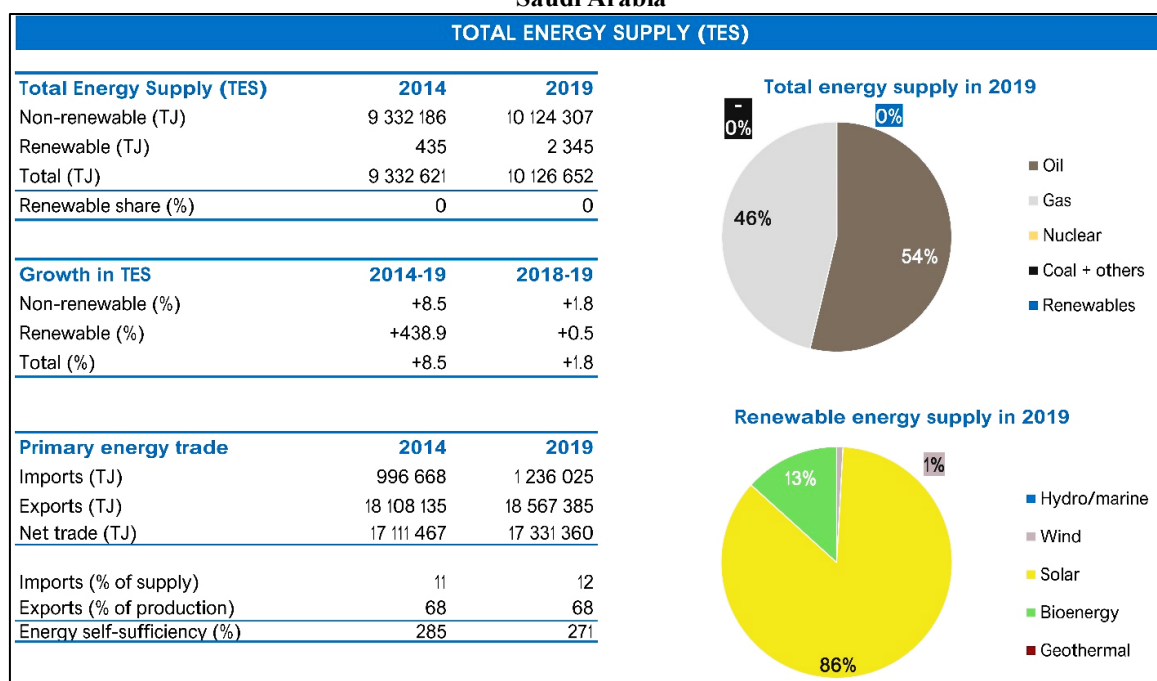 Saudi Arabia
TOTAL ENERGY SUPPLY (TES)
Total Energy Supply (TES) 2014 2019
Non-renewable (TJ) 9 332 186 10 124 307
Renewable (TJ) 435 2 345
Total (TJ) 9 332 621 10 126 652
Renewable share (%) 0 0
Growth in TES 2014-19 2018-19
Non-renewable (%) +8.5 +1.8
Renewable (%) +438.9 +0.5
Total (%) +8.5 +1.8
Primary energy trade 2014 2019
Imports (TJ) 996 668 1 236 025
Exports (TJ) 18 108 135 18 567 385
Net trade (TJ) 17 111 467 17 331 360
Imports (% of supply) 11 12
Exports (% of production) 68 68
Energy self-sufficiency (%) 285 271
Total energy supply in 2019
-
0%
0%
46%
54%
Oil
Gas
Nuclear
Coal + others
Renewables
Renewable energy supply in 2019
1%
13%
86%
Hydro/marine
Wind
Solar
Bioenergy
Geothermal